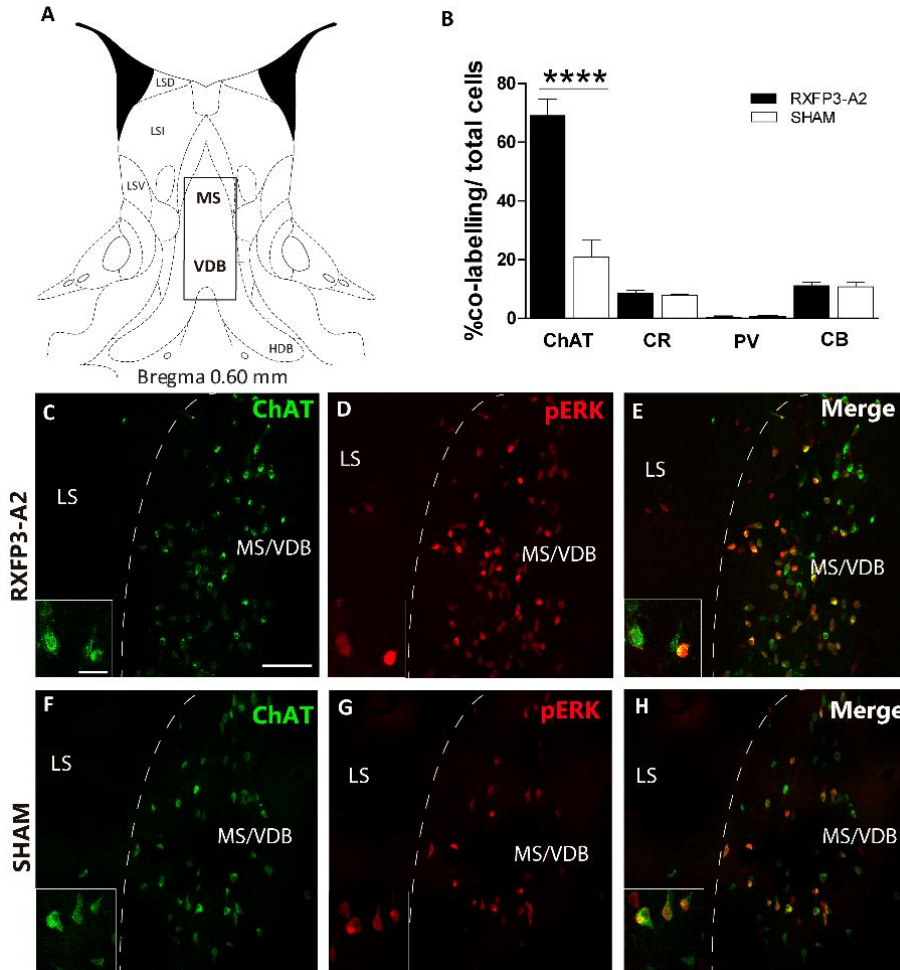 A
LSD
LSI
LSV
MS
VDB
HDB
Bregma 0.60 mm
B
%co-labelling/ total cells
80
60
40
20
0
****
RXFP3-A2
SHAM
ChAT CR PV CB
RXFP3-A2
C ChAT
LS
MS/VDB
D pERK
LS
MS/VDB
E Merge
LS
MS/VDB
SHAM
F ChAT
LS
MS/VDB
G pERK
LS
MS/VDB
H Merge
LS
MS/VDB